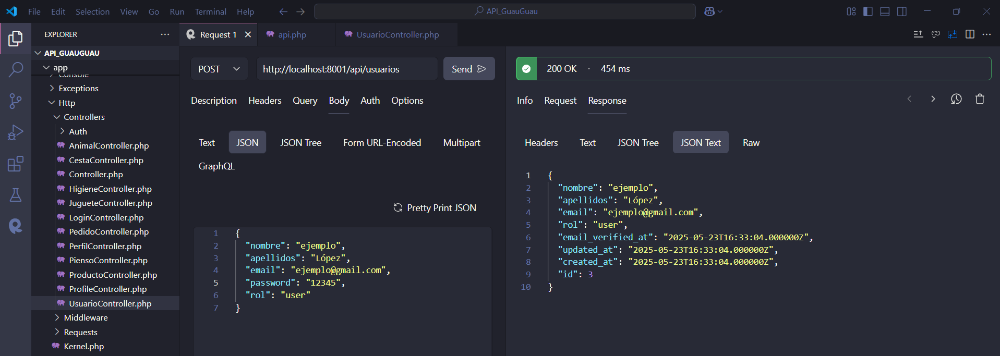 File Edit Selection View Go Run Terminal Help
API_GuauGuau
EXPLORER
API_GUAUGUAU
app
Console
Exceptions
Http
Controllers
Auth
AnimalController.php
CestaController.php
Controller.php
HigieneController.php
JugueteController.php
LoginController.php
PedidoController.php
PerfilController.php
PiensoController.php
ProductoController.php
ProfileController.php
UsuarioController.php
Middleware
Requests
Kernel.php
Request 1 api.php UsuarioController.php
POST http://localhost:8001/api/usuarios Send
Description Headers Query Body Auth Options
Text JSON JSON Tree Form URL-Encoded Multipart
GraphQL
Pretty Print JSON
1 {
2 "nombre": "ejemplo",
3 "apellidos": "López",
4 "email": "ejemplo@gmail.com",
5 "password": "12345",
6 "rol": "user"
7 }
200 OK · 454 ms
Info Request Response
Headers Text JSON Tree JSON Text Raw
1 {
2 "nombre": "ejemplo",
3 "apellidos": "López",
4 "email": "ejemplo@gmail.com",
5 "rol": "user",
6 "email_verified_at": "2025-05-23T16:33:04.000000Z",
7 "updated_at": "2025-05-23T16:33:04.000000Z",
8 "created_at": "2025-05-23T16:33:04.000000Z",
9 "id": 3
10 }